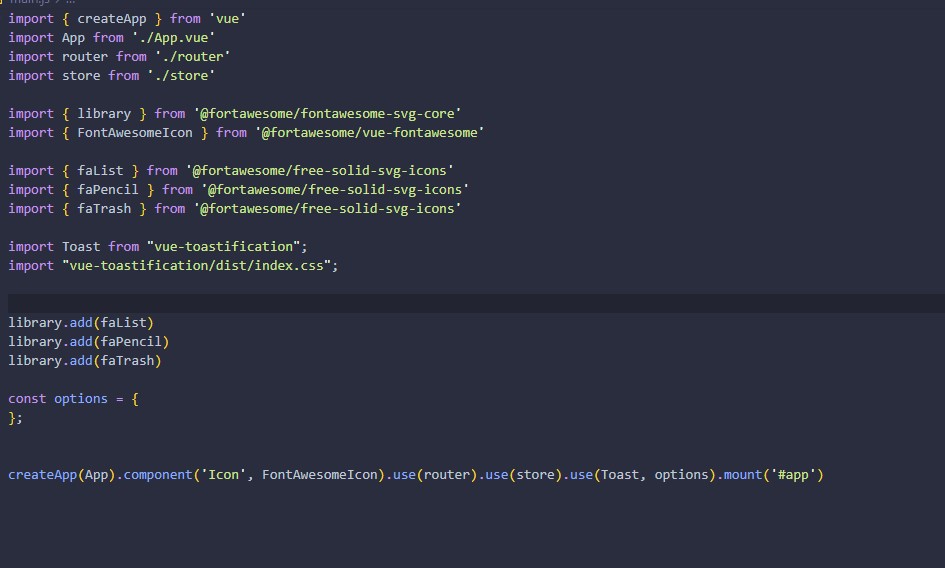 main.js > ...
import { createApp } from 'vue'
import App from './App.vue'
import router from './router'
import store from './store'
import { library } from '@fortawesome/fontawesome-svg-core'
import { FontAwesomeIcon } from '@fortawesome/vue-fontawesome'
import { faList } from '@fortawesome/free-solid-svg-icons'
import { faPencil } from '@fortawesome/free-solid-svg-icons'
import { faTrash } from '@fortawesome/free-solid-svg-icons'
import Toast from "vue-toastification";
import "vue-toastification/dist/index.css";
library.add(faList)
library.add(faPencil)
library.add(faTrash)
const options = {
};
createApp(App).component('Icon', FontAwesomeIcon).use(router).use(store).use(Toast, options).mount('#app')